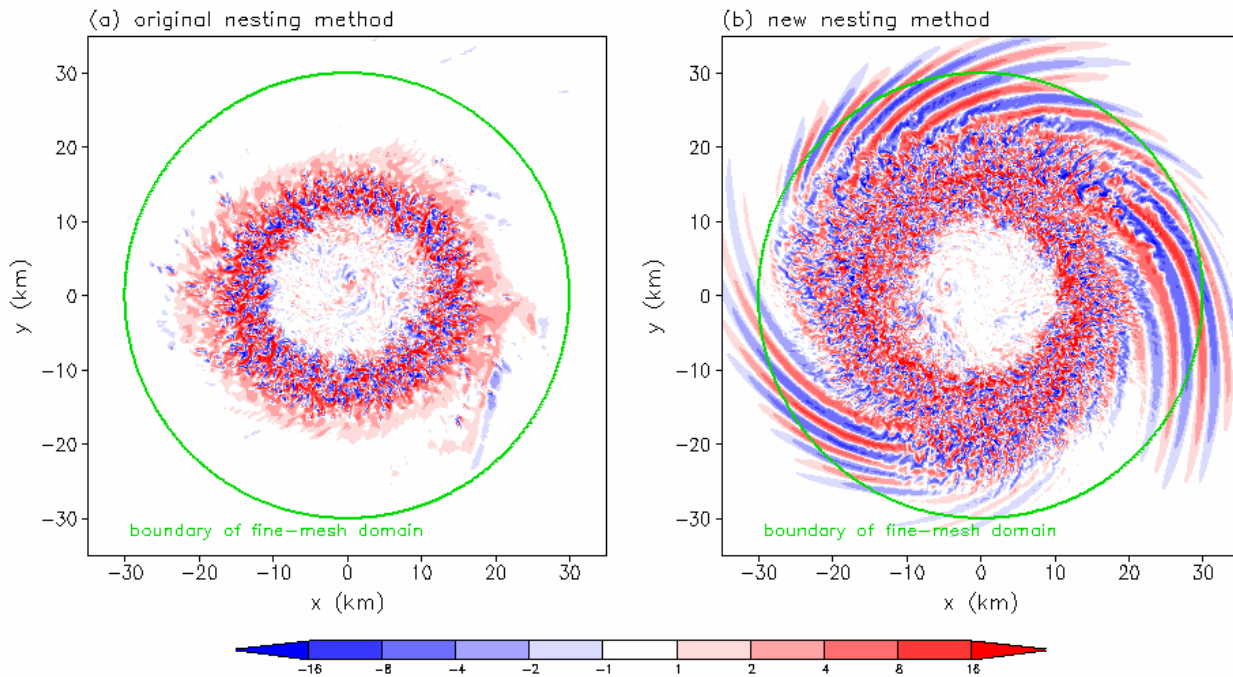 (a) original nesting method
(b) new nesting method
30
20
10
0
−10
−20
−30
y (km)
boundary of fine−mesh domain
−30 −20 −10 0 10 20 30
x (km)
30
20
10
0
−10
−20
−30
y (km)
boundary of fine−mesh domain
−30 −20 −10 0 10 20 30
x (km)
−16 −8 −4 −2 −1 1 2 4 8 16